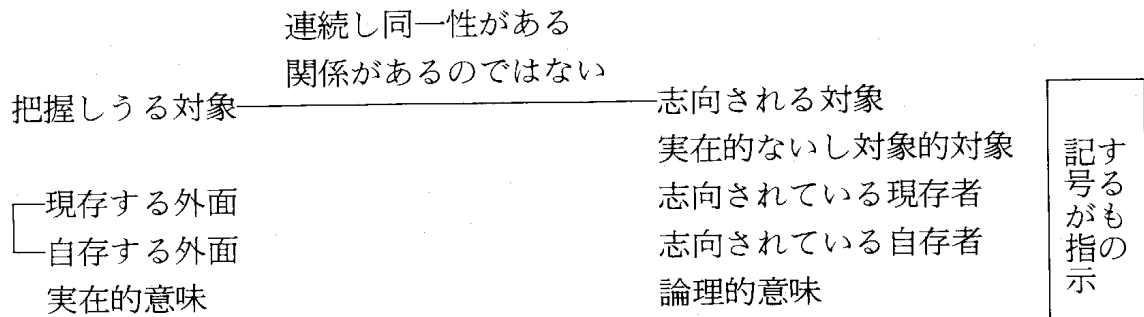 連続し同一性がある
関係があるのではない
把握しうる対象
志向される対象
実在的ないし対象的対象
現存する外面
志向されている現存者
自存する外面
志向されている自存者
実在的意味
論理的意味
記号が指示
するもの